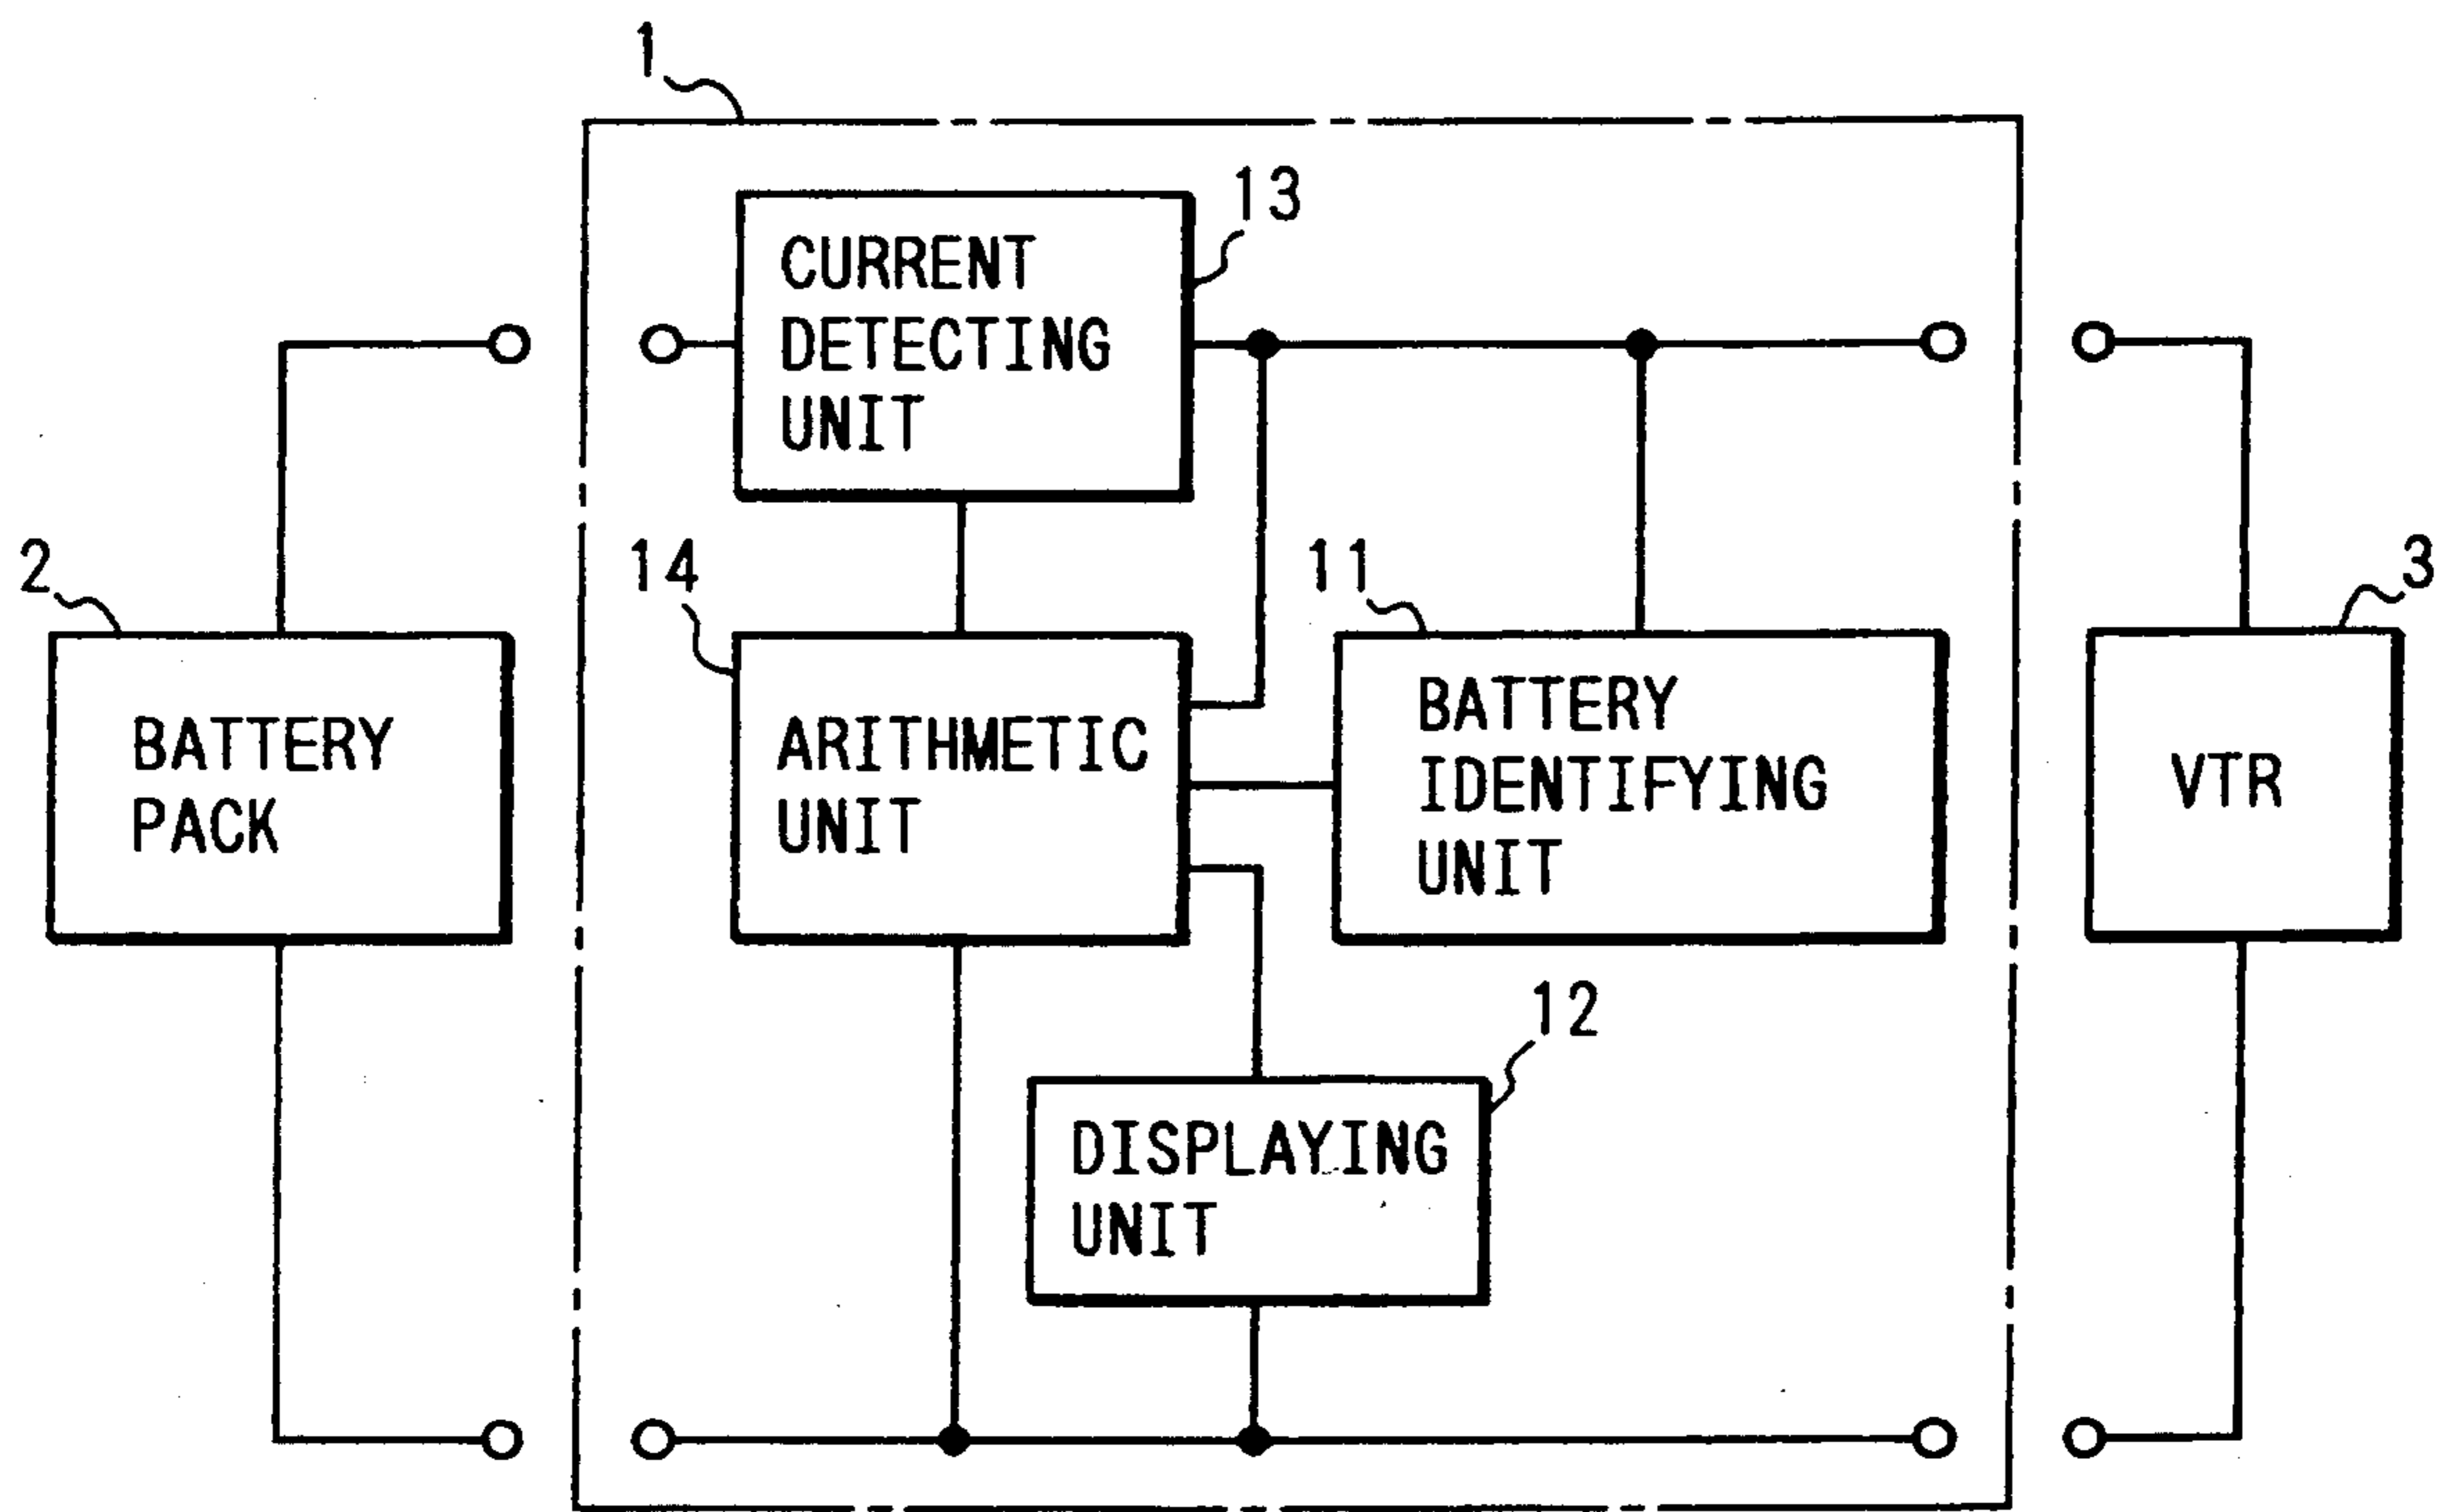 1
13
CURRENT
DETECTING
UNIT
2
14
11
3
BATTERY
PACK
ARITHMETIC
UNIT
BATTERY
IDENTIFYING
UNIT
VTR
12
DISPLAYING
UNIT